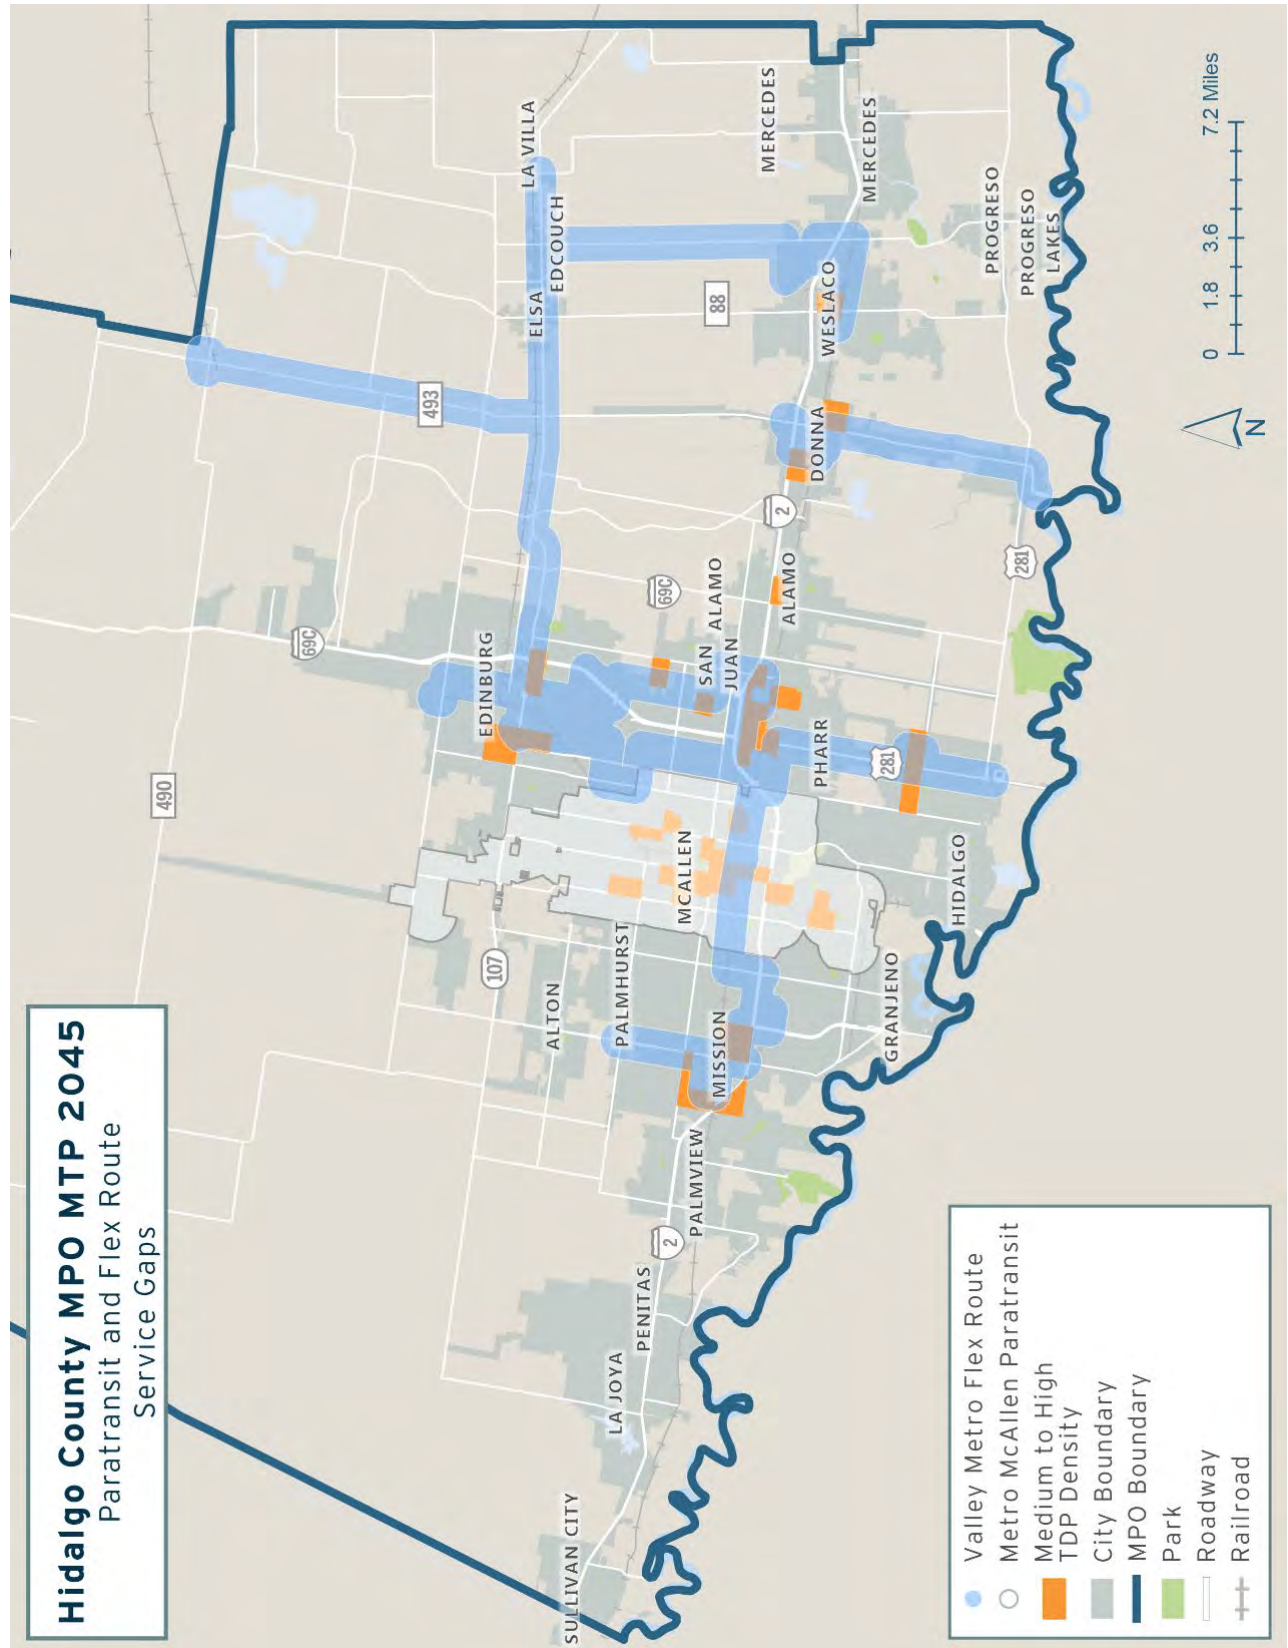 Hidalgo County MPO MTP 2045
Paratransit and Flex Route
Service Gaps
490
69C
493
EDINBURG
ELSA
EDCOUCH
LA VILLA
107
ALTON
PALMHURST
69C
88
MCALLEN
SAN
JUAN
ALAMO
MERCEDES
SULLIVAN CITY
LA JOYA
PENITAS
2
PALMVIEW
MISSION
2
ALAMO
DONNA
WESLACO
MERCEDES
PHARR
281
GRANJENO
HIDALGO
281
PROGRESO
PROGRESO
LAKES
Valley Metro Flex Route
Metro McAllen Paratransit
Medium to High
TDP Density
City Boundary
MPO Boundary
Park
Roadway
Railroad
N
0 1.8 3.6 7.2 Miles